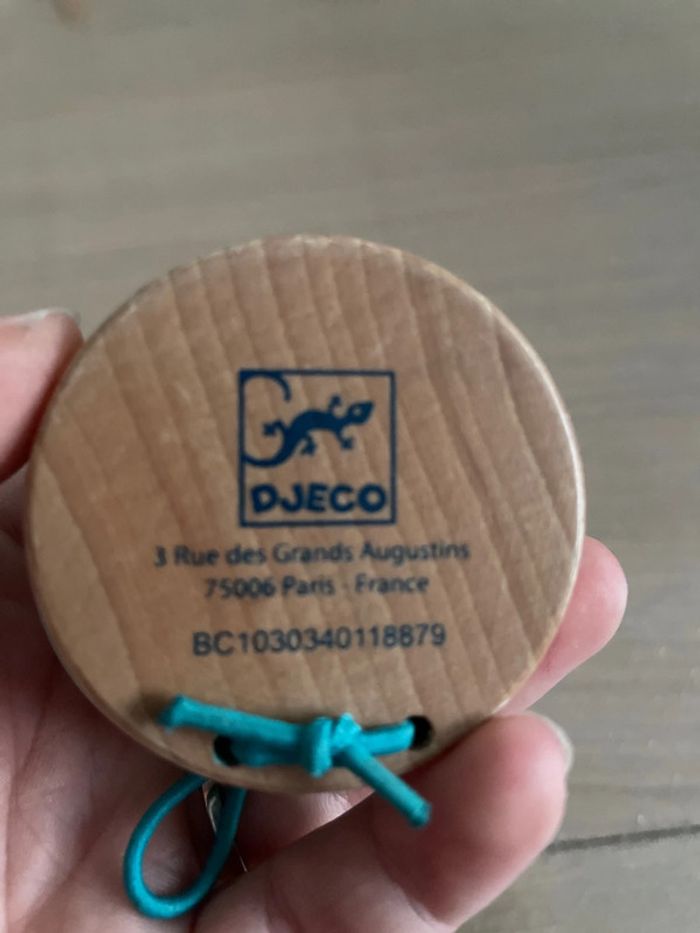 DJECO
3 Rue des Grands Augustins
75006 Paris - France
BC1030340118879